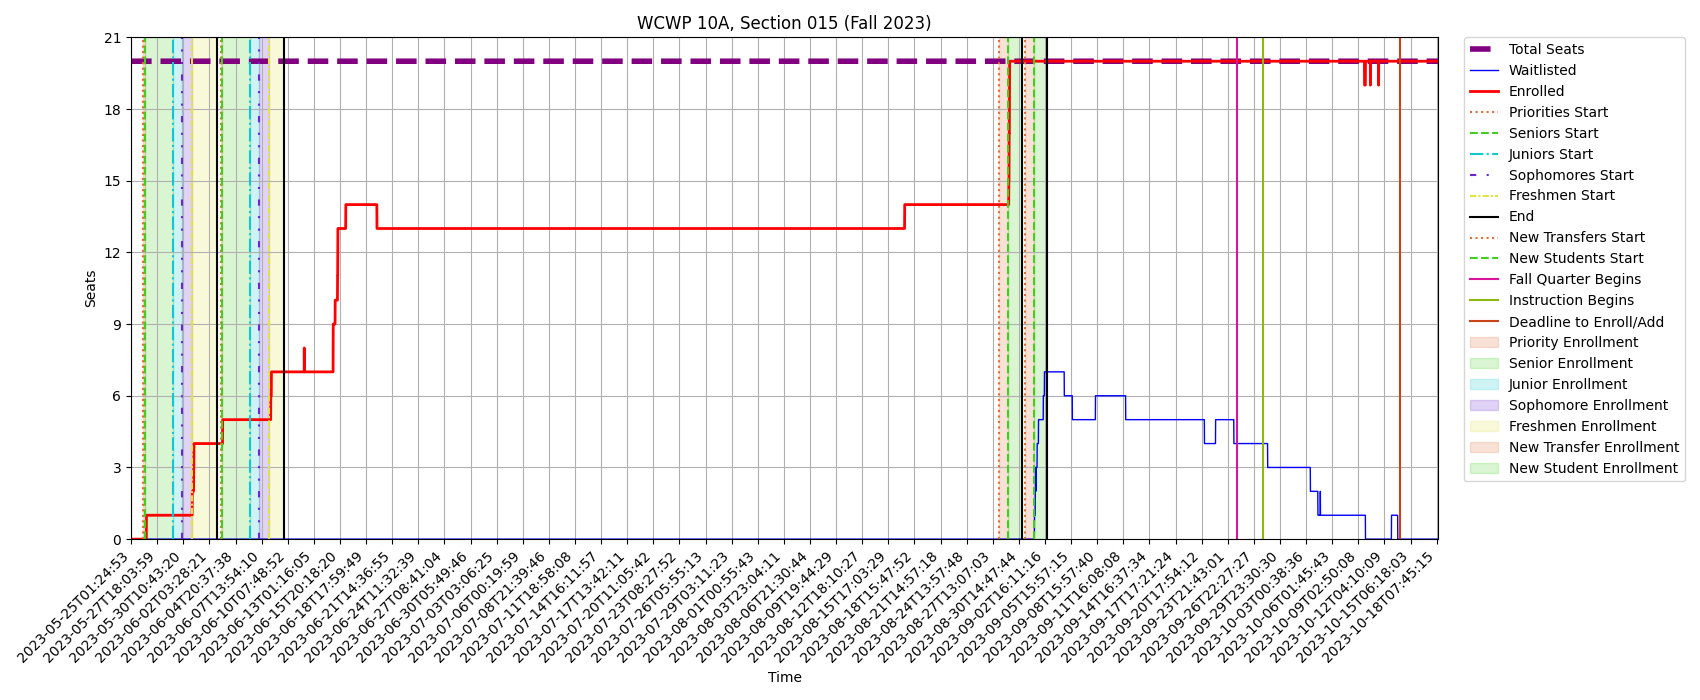 WCWP 10A, Section 015 (Fall 2023)
Seats
21
18
15
12
9
6
3
0
2023-05-25T01:24:53
2023-05-27T18:03:59
2023-05-30T10:43:20
2023-06-02T03:28:21
2023-06-04T20:37:38
2023-06-07T13:54:10
2023-06-10T07:48:52
2023-06-13T01:16:05
2023-06-15T20:18:20
2023-06-18T17:59:49
2023-06-21T14:36:55
2023-06-24T11:32:39
2023-06-27T08:41:04
2023-06-30T05:49:46
2023-07-03T03:06:25
2023-07-06T00:19:59
2023-07-08T21:39:46
2023-07-11T18:58:08
2023-07-14T16:11:57
2023-07-17T13:42:11
2023-07-20T11:05:42
2023-07-23T08:27:52
2023-07-26T05:55:13
2023-07-29T03:11:23
2023-08-01T00:55:43
2023-08-03T23:04:11
2023-08-06T21:30:44
2023-08-09T19:44:29
2023-08-12T18:10:27
2023-08-15T17:03:29
2023-08-18T15:47:52
2023-08-21T14:57:18
2023-08-24T13:57:48
2023-08-27T13:07:03
2023-08-30T14:47:44
2023-09-02T16:11:16
2023-09-05T15:57:15
2023-09-08T15:57:40
2023-09-11T16:08:08
2023-09-14T16:37:34
2023-09-17T17:21:24
2023-09-20T17:54:12
2023-09-23T21:43:01
2023-09-26T22:27:27
2023-09-29T23:30:30
2023-10-03T00:38:36
2023-10-06T01:45:43
2023-10-09T02:50:08
2023-10-12T04:10:09
2023-10-15T06:18:03
2023-10-18T07:45:15
Time
Total Seats
Waitlisted
Enrolled
Priorities Start
Seniors Start
Juniors Start
Sophomores Start
Freshmen Start
End
New Transfers Start
New Students Start
Fall Quarter Begins
Instruction Begins
Deadline to Enroll/Add
Priority Enrollment
Senior Enrollment
Junior Enrollment
Sophomore Enrollment
Freshmen Enrollment
New Transfer Enrollment
New Student Enrollment